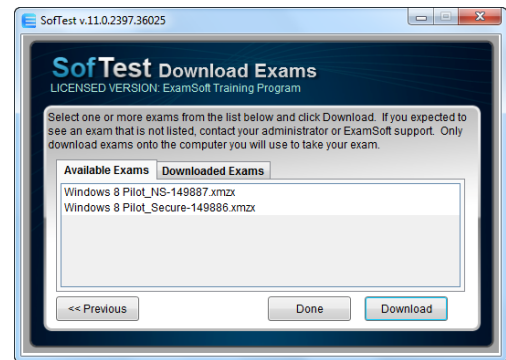 SofTest v.11.0.2397.36025
SofTest Download Exams
LICENSED VERSION: ExamSoft Training Program
Select one or more exams from the list below and click Download. If you expected to
see an exam that is not listed, contact your administrator or ExamSoft support. Only
download exams onto the computer you will use to take your exam.
Available Exams Downloaded Exams
Windows 8 Pilot_NS-149887.xmzx
Windows 8 Pilot_Secure-149886.xmzx
<< Previous Done Download